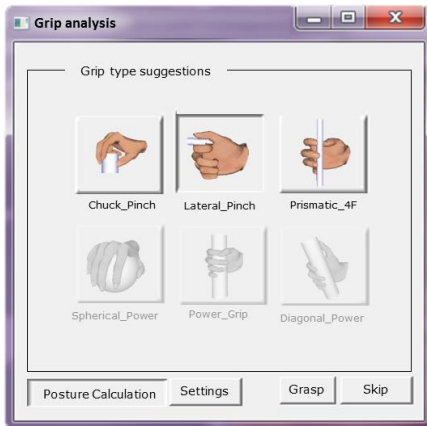 Grip analysis
Grip type suggestions
Chuck_Pinch Lateral_Pinch Prismatic_4F
Spherical_Power Power_Grip Diagonal_Power
Posture Calculation Settings Grasp Skip